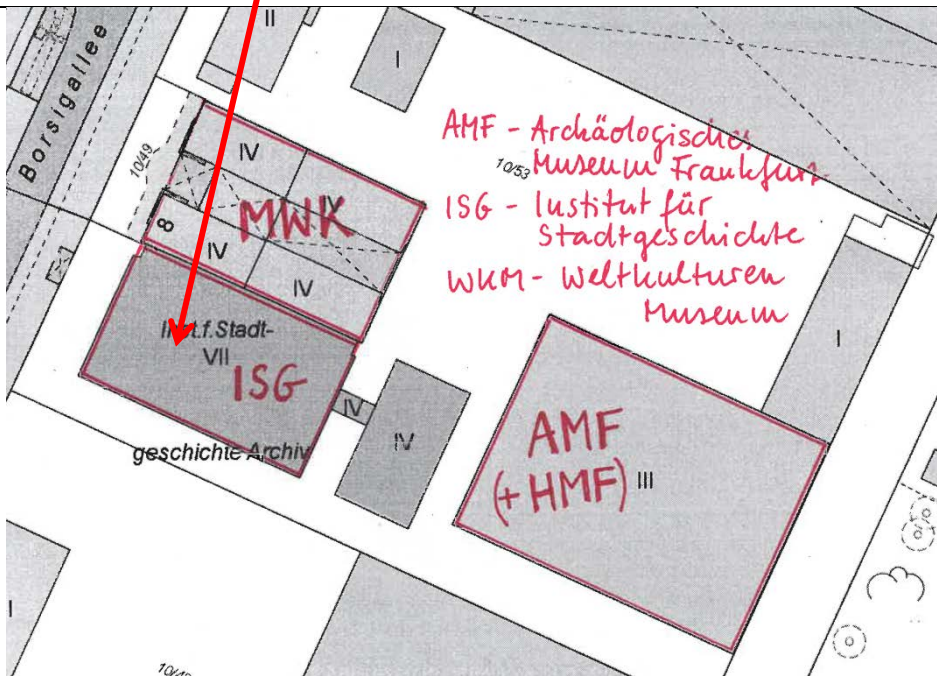 Borsigallee
II
I
10/49
IV
IV
MWK
8
IV
IV
AMF - Archäologisches
10/53
Museum Frankfurt
ISG - Institut für
Stadtgeschichte
WKM - Weltkulturen
Museum
Inst.f.Stadt-
VII
ISG
geschichte Archiv
IV
IV
I
AMF
(+ HMF)
III
I